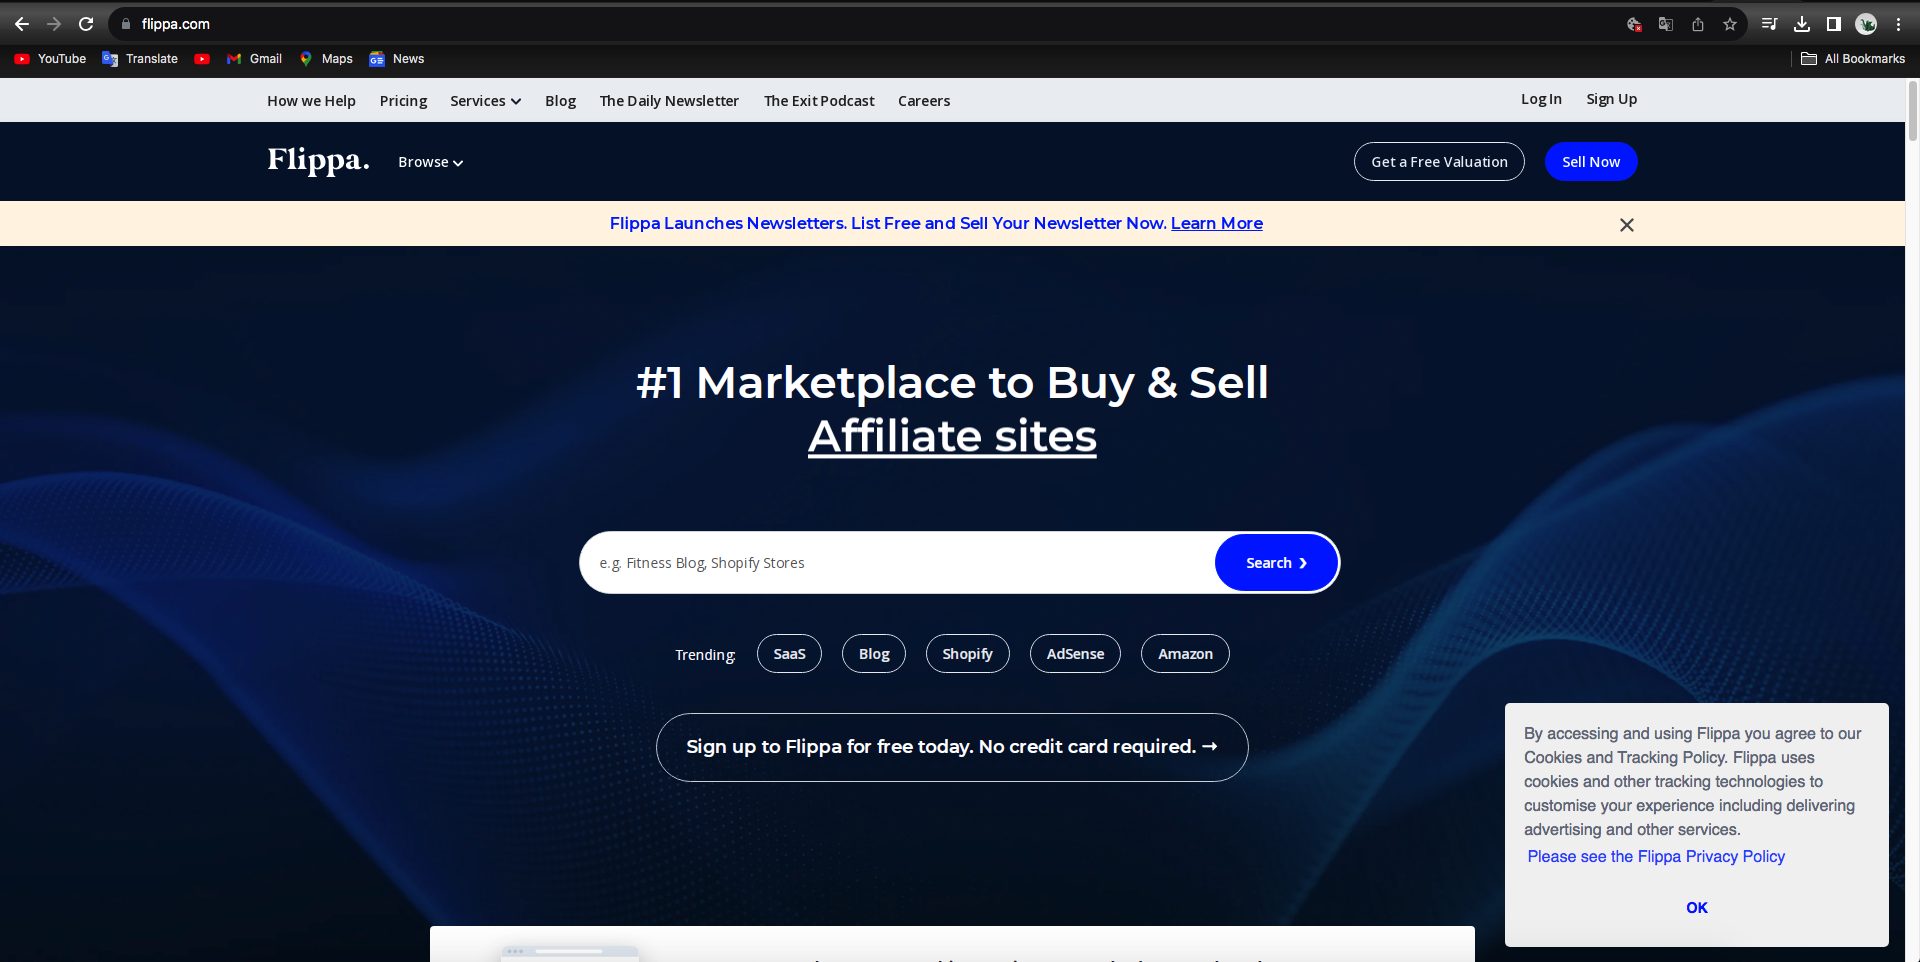 flippa.com
YouTube Translate Gmail Maps News All Bookmarks
How we Help Pricing Services Blog The Daily Newsletter The Exit Podcast Careers Log In Sign Up
Flippa. Browse Get a Free Valuation Sell Now
Flippa Launches Newsletters. List Free and Sell Your Newsletter Now. Learn More
#1 Marketplace to Buy & Sell
Affiliate sites
e.g. Fitness Blog, Shopify Stores Search
Trending: SaaS Blog Shopify AdSense Amazon
Sign up to Flippa for free today. No credit card required. →
By accessing and using Flippa you agree to our
Cookies and Tracking Policy. Flippa uses
cookies and other tracking technologies to
customise your experience including delivering
advertising and other services.
Please see the Flippa Privacy Policy
OK